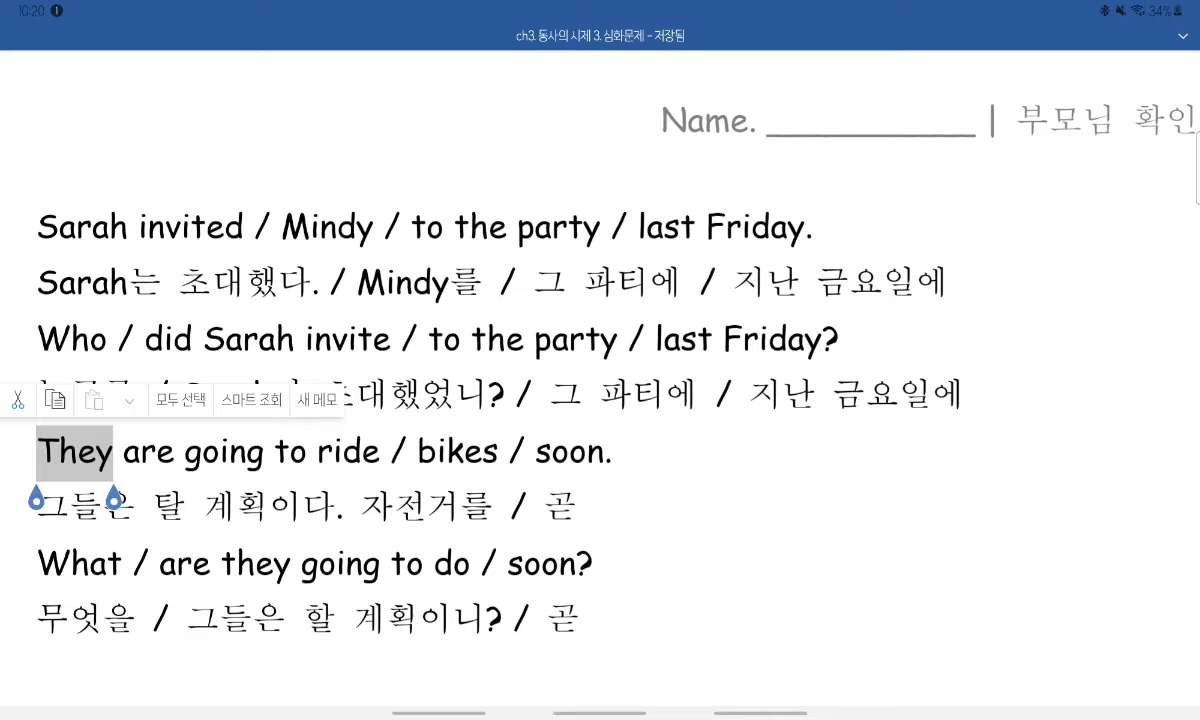 10:20
34%
ch3. 동사의 시제 3. 심화문제 - 저장됨
Name. ____________ | 부모님 확인
Sarah invited / Mindy / to the party / last Friday.
Sarah는 초대했다. / Mindy를 / 그 파티에 / 지난 금요일에
Who / did Sarah invite / to the party / last Friday?
초대했었니? / 그 파티에 / 지난 금요일에
모두 선택 스마트 조회 새 메모
They are going to ride / bikes / soon.
그들은 탈 계획이다. 자전거를 / 곧
What / are they going to do / soon?
무엇을 / 그들은 할 계획이니? / 곧